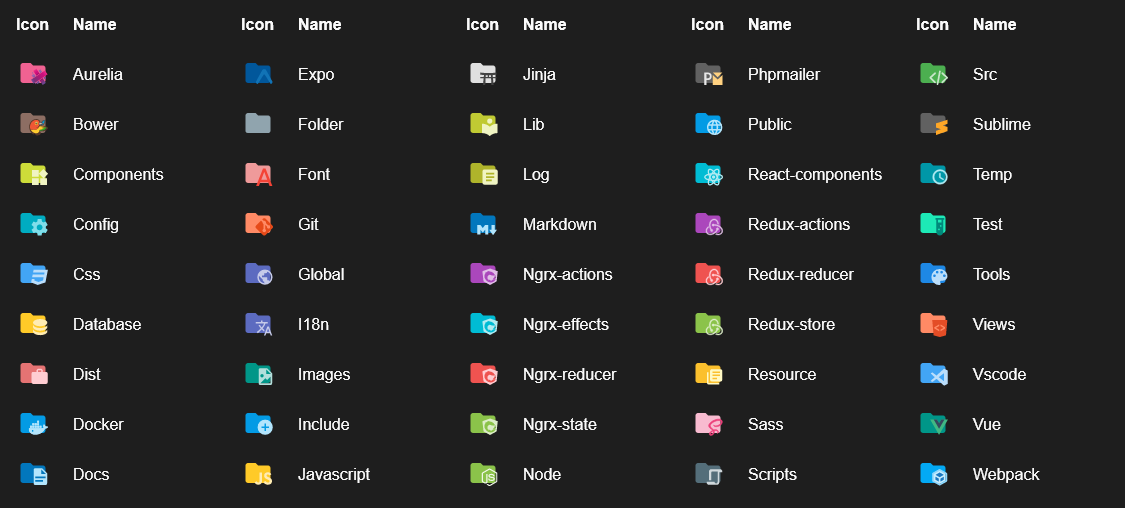 Icon Name Icon Name Icon Name Icon Name Icon Name
Aurelia Expo Jinja Phpmailer Src
Bower Folder Lib Public Sublime
Components Font Log React-components Temp
Config Git Markdown Redux-actions Test
Css Global Ngrx-actions Redux-reducer Tools
Database I18n Ngrx-effects Redux-store Views
Dist Images Ngrx-reducer Resource Vscode
Docker Include Ngrx-state Sass Vue
Docs Javascript Node Scripts Webpack